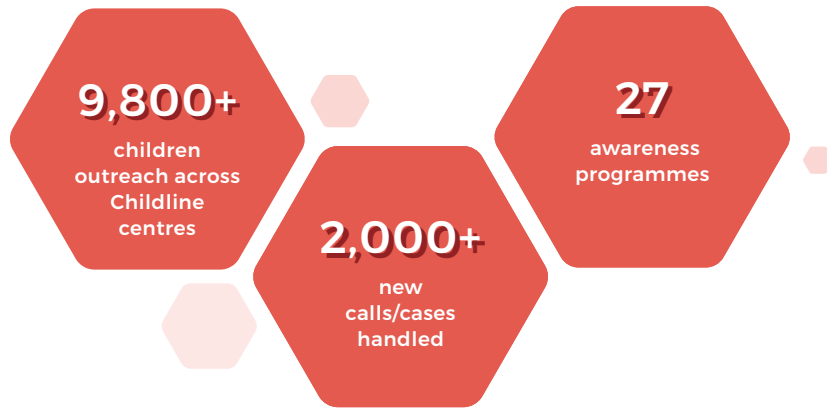 9,800+
children
outreach across
Childline
centres
2,000+
new
calls/cases
handled
27
awareness
programmes